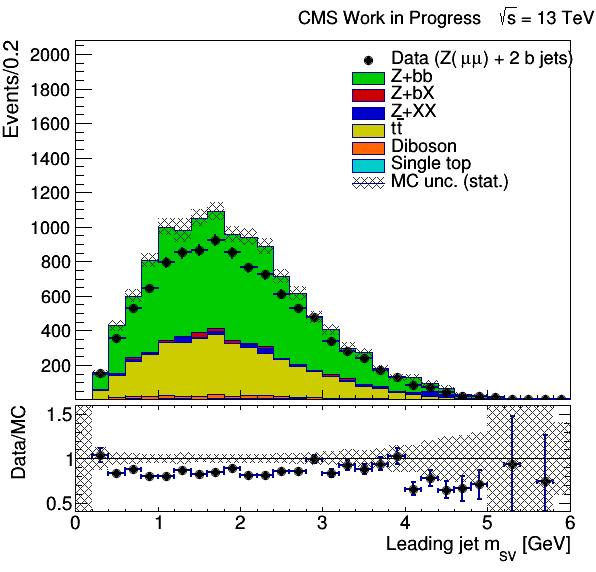 CMS Work in Progress √s = 13 TeV
Events/0.2
2000
1800
1600
1400
1200
1000
800
600
400
200
Data (Z(μμ) + 2 b jets)
Z+bb
Z+bX
Z+XX
tt̄
Diboson
Single top
MC unc. (stat.)
Data/MC
1.5
1
0.5
0 1 2 3 4 5 6
Leading jet m_SV [GeV]